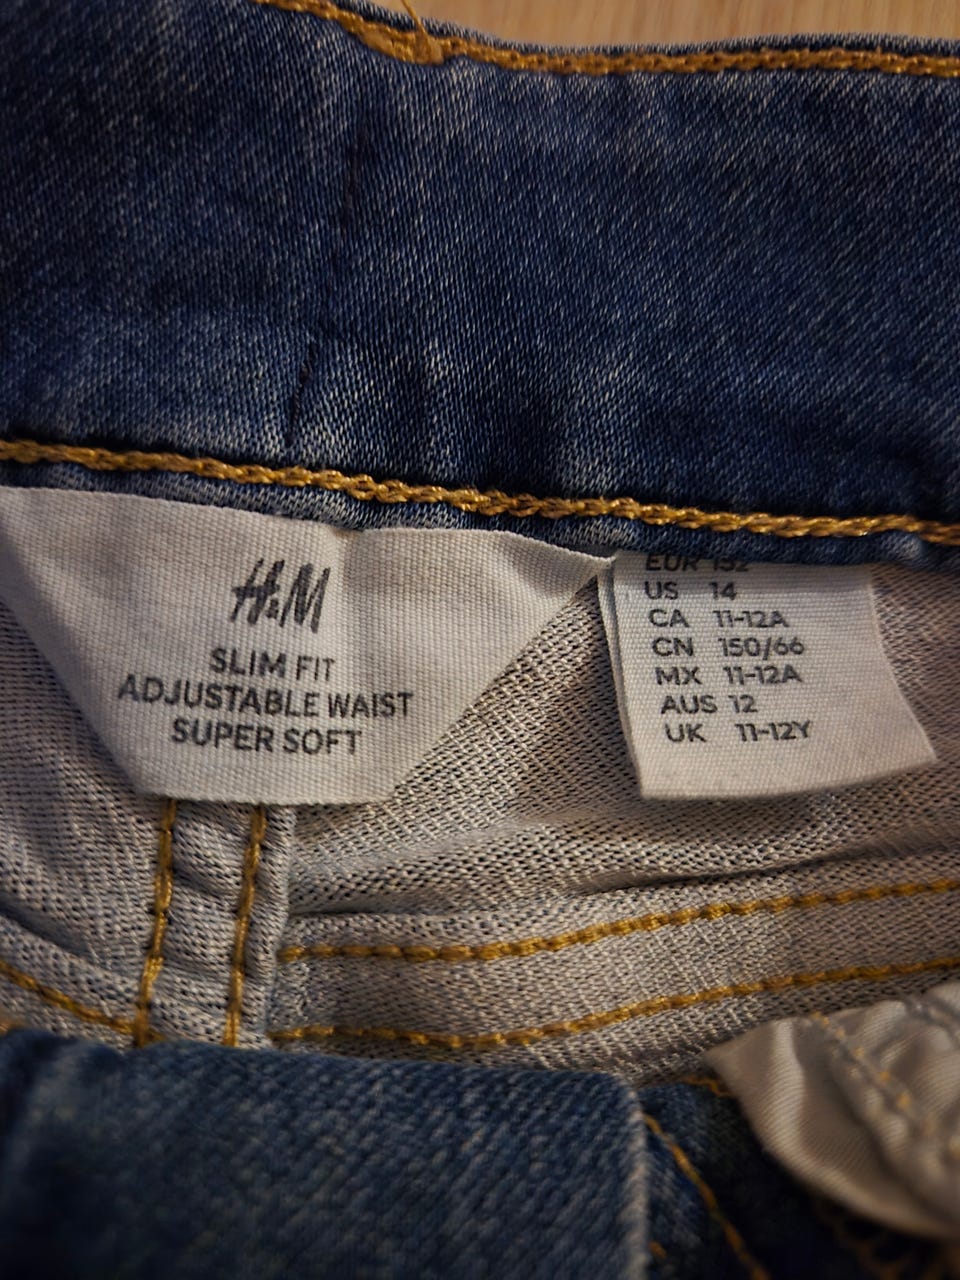 H&M
SLIM FIT
ADJUSTABLE WAIST
SUPER SOFT
EUR 152
US 14
CA 11-12A
CN 150/66
MX 11-12A
AUS 12
UK 11-12Y